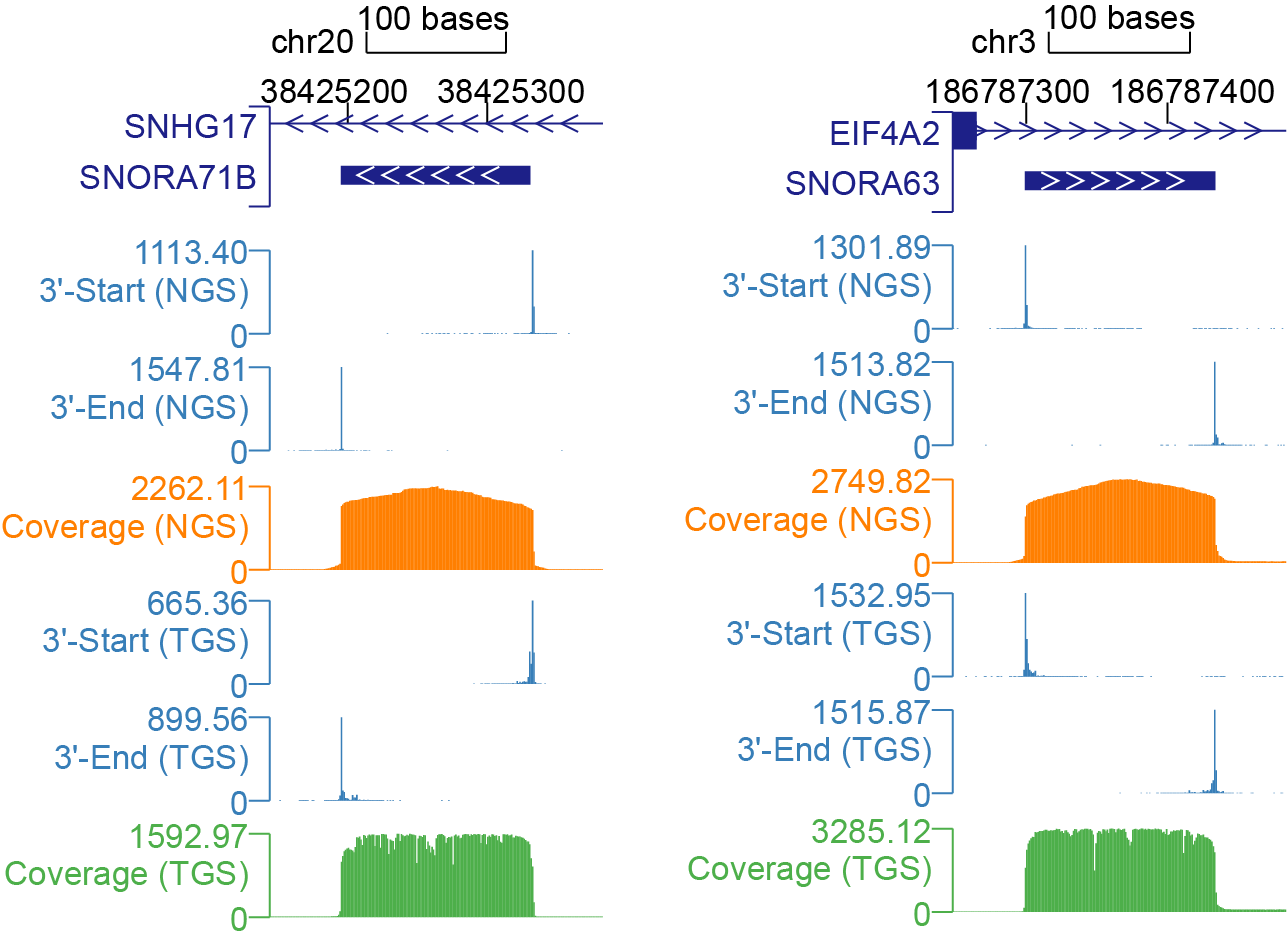 100 bases
chr20
38425200 38425300
SNHG17
SNORA71B
1113.40
3'-Start (NGS)
0
1547.81
3'-End (NGS)
0
2262.11
Coverage (NGS)
0
665.36
3'-Start (TGS)
0
899.56
3'-End (TGS)
0
1592.97
Coverage (TGS)
0
100 bases
chr3
186787300 186787400
EIF4A2
SNORA63
1301.89
3'-Start (NGS)
0
1513.82
3'-End (NGS)
0
2749.82
Coverage (NGS)
0
1532.95
3'-Start (TGS)
0
1515.87
3'-End (TGS)
0
3285.12
Coverage (TGS)
0